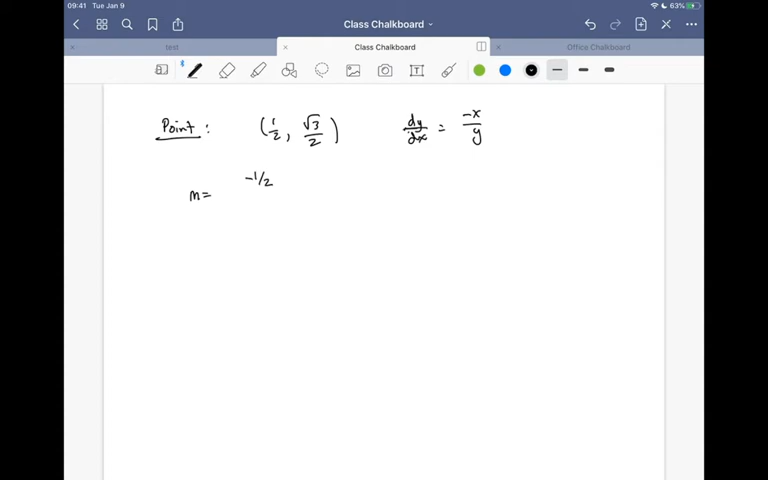 09:41 Tue Jan 9 63%
Class Chalkboard
test Class Chalkboard Office Chalkboard
T
Point: (1/2, √3/2) dy/dx = -x/y
m= -1/2